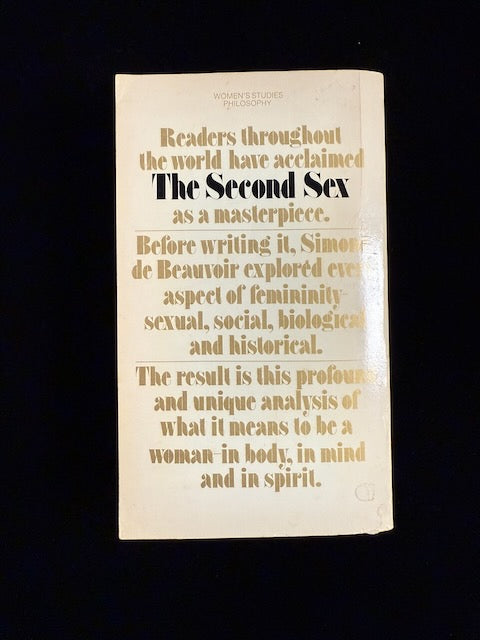 WOMEN'S STUDIES
PHILOSOPHY
Readers throughout
the world have acclaimed
The Second Sex
as a masterpiece.
Before writing it, Simone
de Beauvoir explored every
aspect of femininity—
sexual, social, biological
and historical.
The result is this profound
and unique analysis of
what it means to be a
woman—in body, in mind
and in spirit.